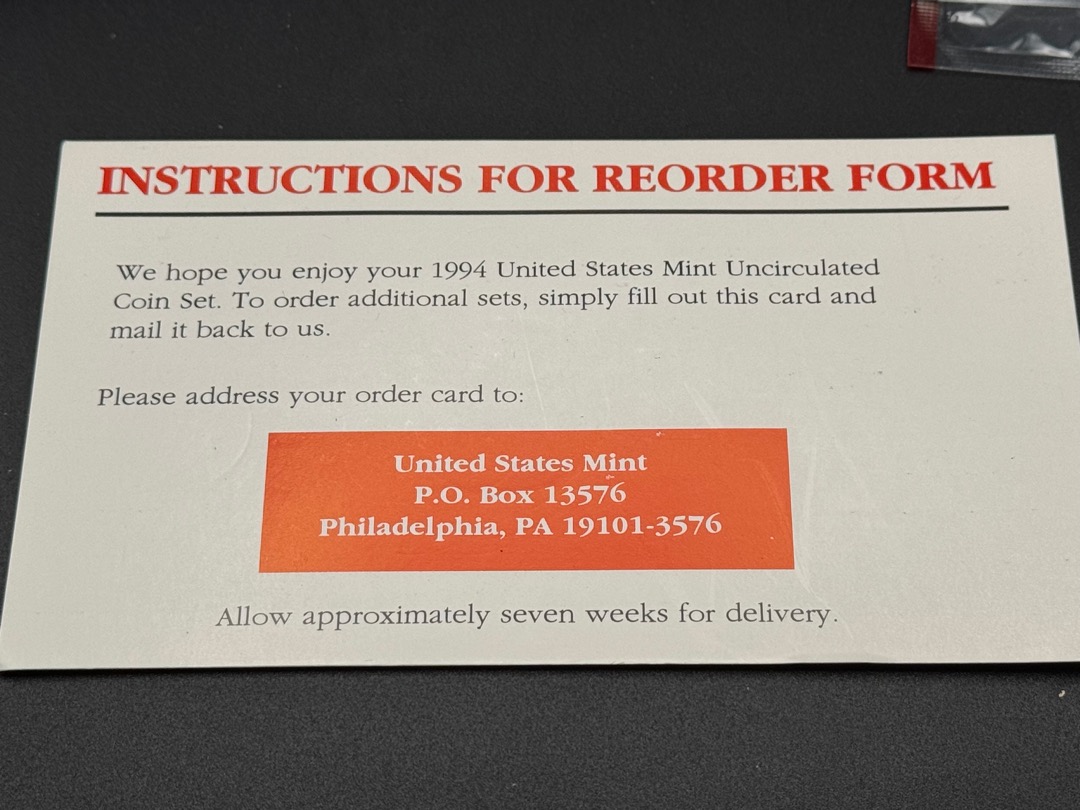 INSTRUCTIONS FOR REORDER FORM
We hope you enjoy your 1994 United States Mint Uncirculated
Coin Set. To order additional sets, simply fill out this card and
mail it back to us.
Please address your order card to:
United States Mint
P.O. Box 13576
Philadelphia, PA 19101-3576
Allow approximately seven weeks for delivery.